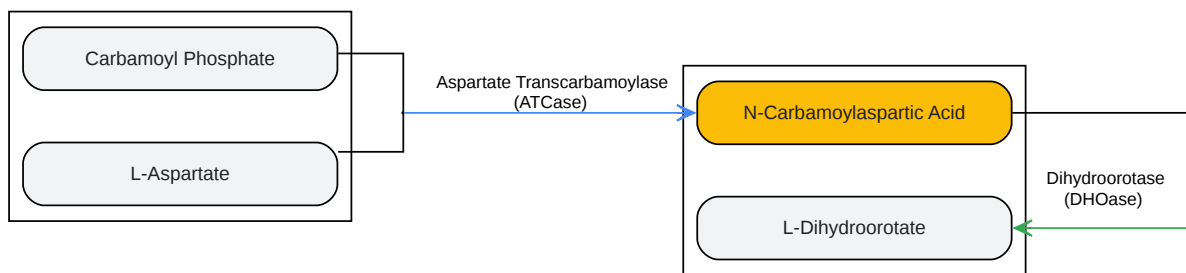 Carbamoyl Phosphate
L-Aspartate
Aspartate Transcarbamoylase
(ATCase)
N-Carbamoylaspartic Acid
L-Dihydroorotate
Dihydroorotase
(DHOase)